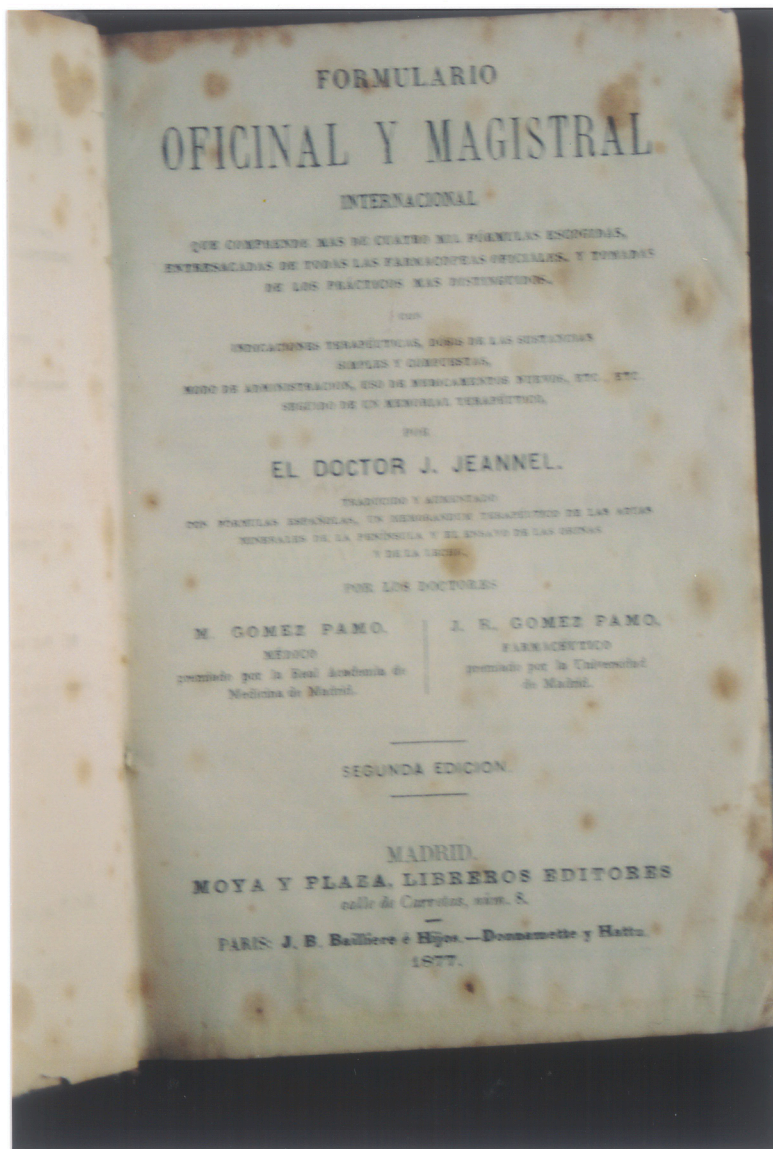 FORMULARIO
OFICINAL Y MAGISTRAL
INTERNACIONAL
QUE COMPRENDE MAS DE CUATRO MIL FÓRMULAS ESCOGIDAS,
ENTRESACADAS DE TODAS LAS FARMACOPEAS OFICIALES, Y TOMADAS
DE LOS PRÁCTICOS MAS DISTINGUIDOS,
CON
INDICACIONES TERAPÉUTICAS, DOSIS DE LAS SUSTANCIAS
SIMPLES Y COMPUESTAS,
MODO DE ADMINISTRACION, USO DE MEDICAMENTOS NUEVOS, ETC., ETC.
SEGUIDO DE UN MEMORIAL TERAPÉUTICO,
POR
EL DOCTOR J. JEANNEL.
TRADUCIDO Y AUMENTADO
CON FÓRMULAS ESPAÑOLAS, UN MEMORANDUM TERAPÉUTICO DE LAS AGUAS
MINERALES DE LA PENÍNSULA Y EL ENSAYO DE LAS ORINAS
Y DE LA LECHE,
POR LOS DOCTORES
M. GOMEZ PAMO,
MÉDICO
premiado por la Real Academia de
Medicina de Madrid.
J. R. GOMEZ PAMO,
FARMACÉUTICO
premiado por la Universidad
de Madrid.
SEGUNDA EDICION.
MADRID.
MOYA Y PLAZA, LIBREROS EDITORES
calle de Carretas, núm. 8.
PARIS: J. B. Bailliere é Hijos.—Donnamette y Hattu.
1877.